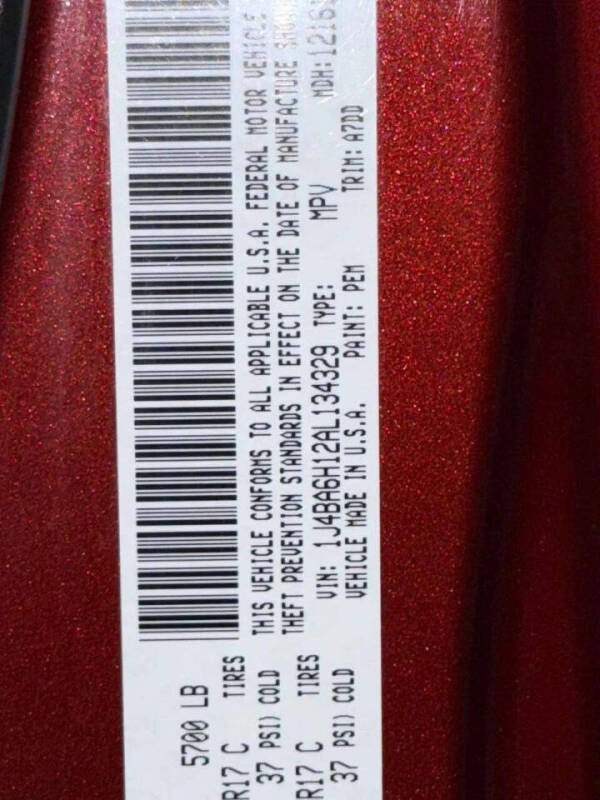 5700 LB
R17 C TIRES
37 PSI) COLD
R17 C TIRES
37 PSI) COLD
THIS VEHICLE CONFORMS TO ALL APPLICABLE U.S.A. FEDERAL MOTOR VEHICLE
THEFT PREVENTION STANDARDS IN EFFECT ON THE DATE OF MANUFACTURE
VIN: 1J4BA6H12AL134329 TYPE: MPV MDH: 12161
VEHICLE MADE IN U.S.A. PAINT: PEM TRIM: A7DD